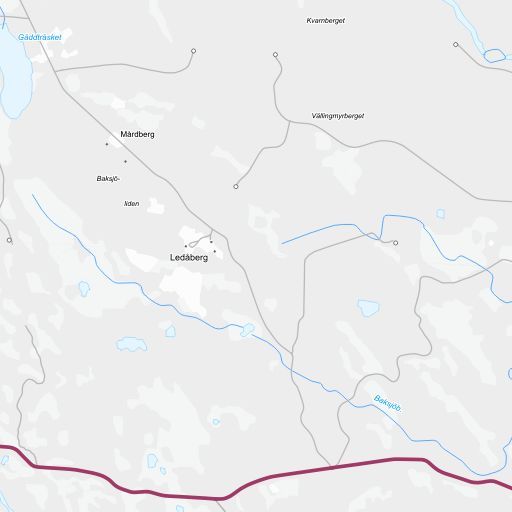 Kvarnberget
Gäddträsket
Vällingmyrberget
Mårdberg
Baksjö-
liden
Ledåberg
Baksjöb.